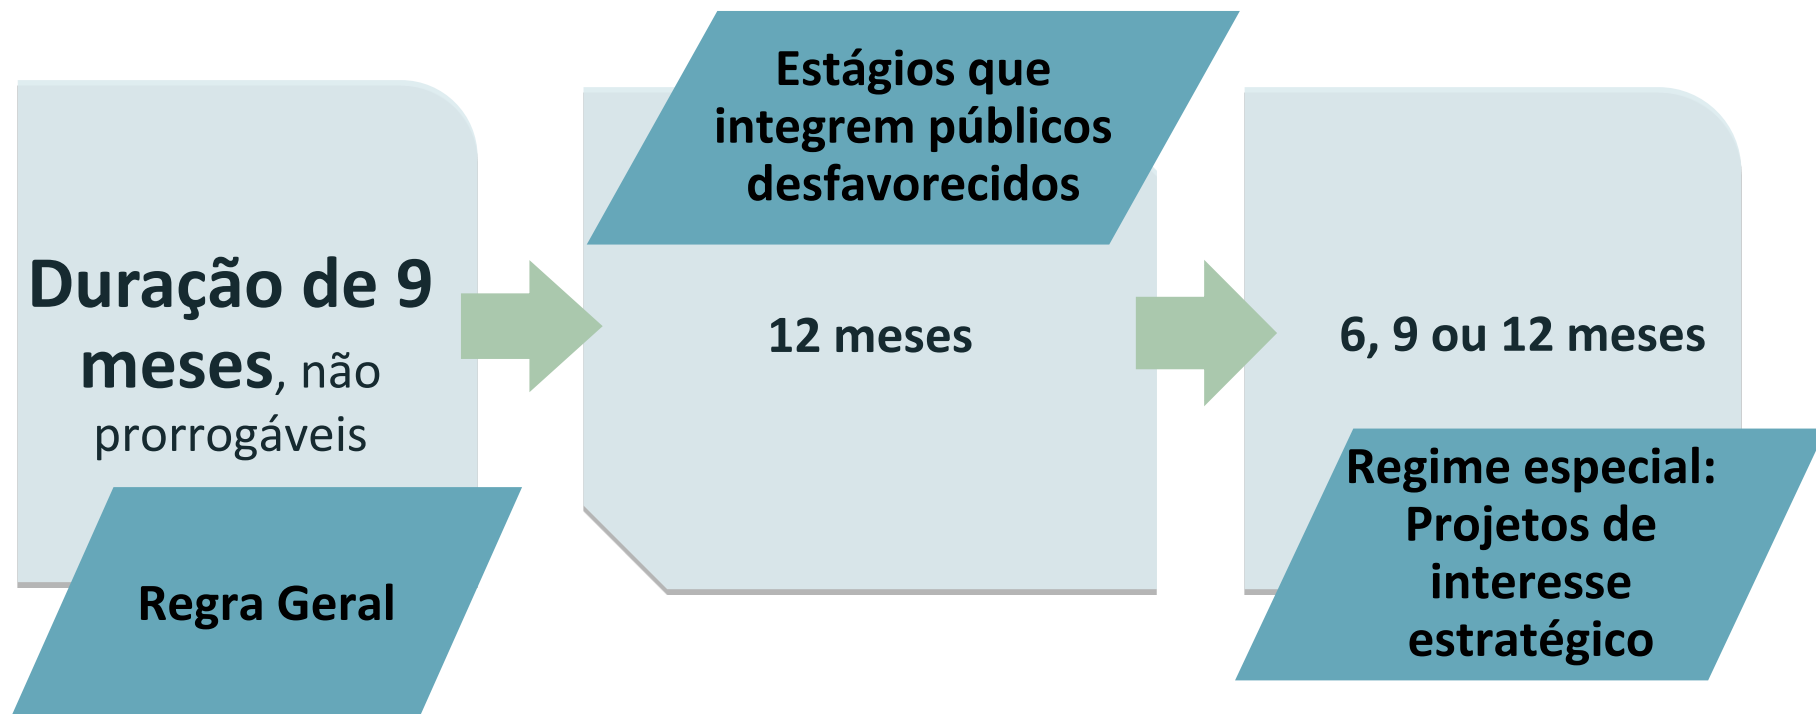 Duração de 9
meses, não
prorrogáveis
Regra Geral
Estágios que
integrem públicos
desfavorecidos
12 meses
6, 9 ou 12 meses
Regime especial:
Projetos de
interesse
estratégico